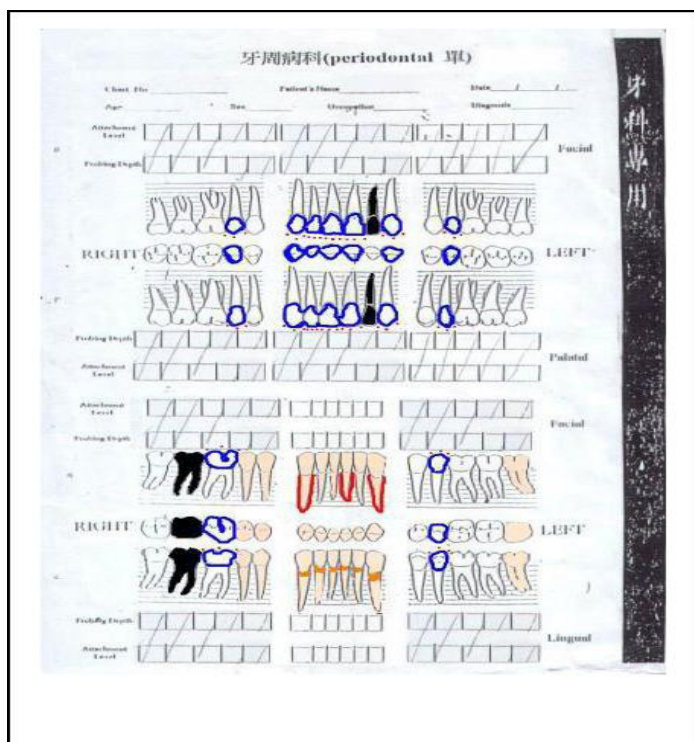 牙周病科(periodontal 單)
Chart No
Patient's Name
Date / /
Age
Sex
Occupation
Diagnosis
Attachment Level
Facial
Probing Depth
RIGHT
LEFT
Probing Depth
Palatal
Attachment Level
Attachment Level
Facial
Probing Depth
RIGHT
LEFT
Probing Depth
Lingual
Attachment Level
牙科專用